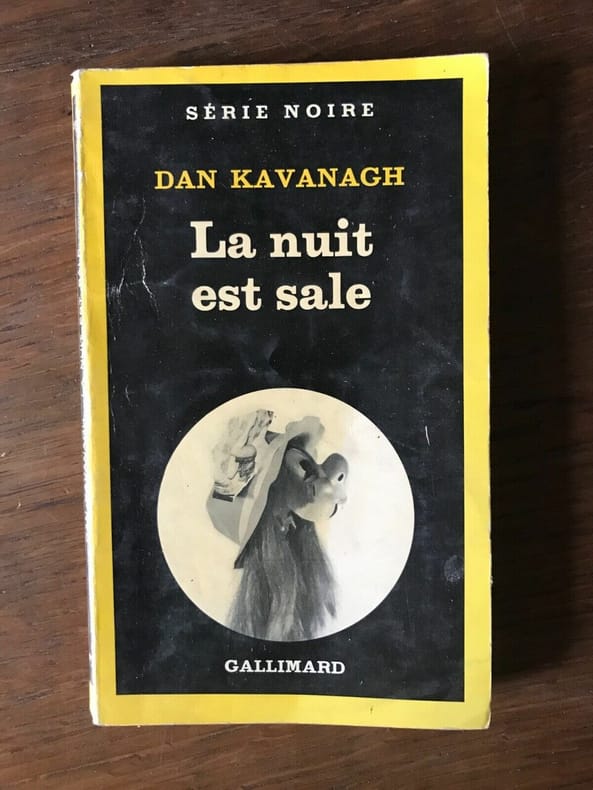 SÉRIE NOIRE
DAN KAVANAGH
La nuit
est sale
GALLIMARD